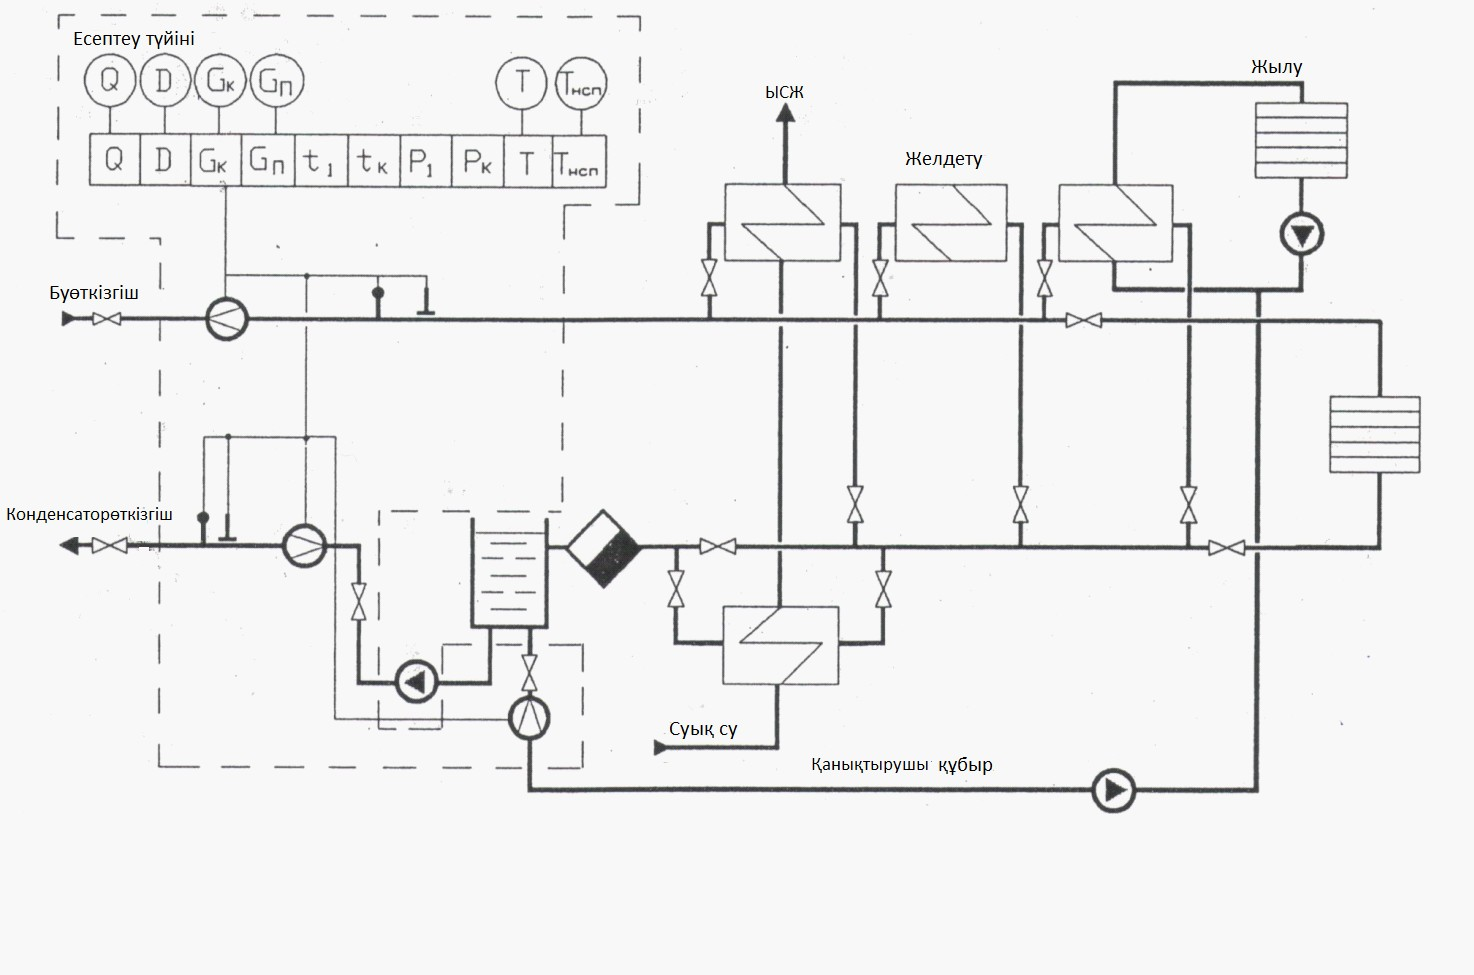 Есептеу түйіні
Q D Gк Gп T Tнсп
Q D Gк Gп t1 tк P1 Pк T Tнсп
Жылу
ЫСЖ
Желдету
Буөткізгіш
Конденсатороткізгіш
Суық су
Қанықтырушы құбыр